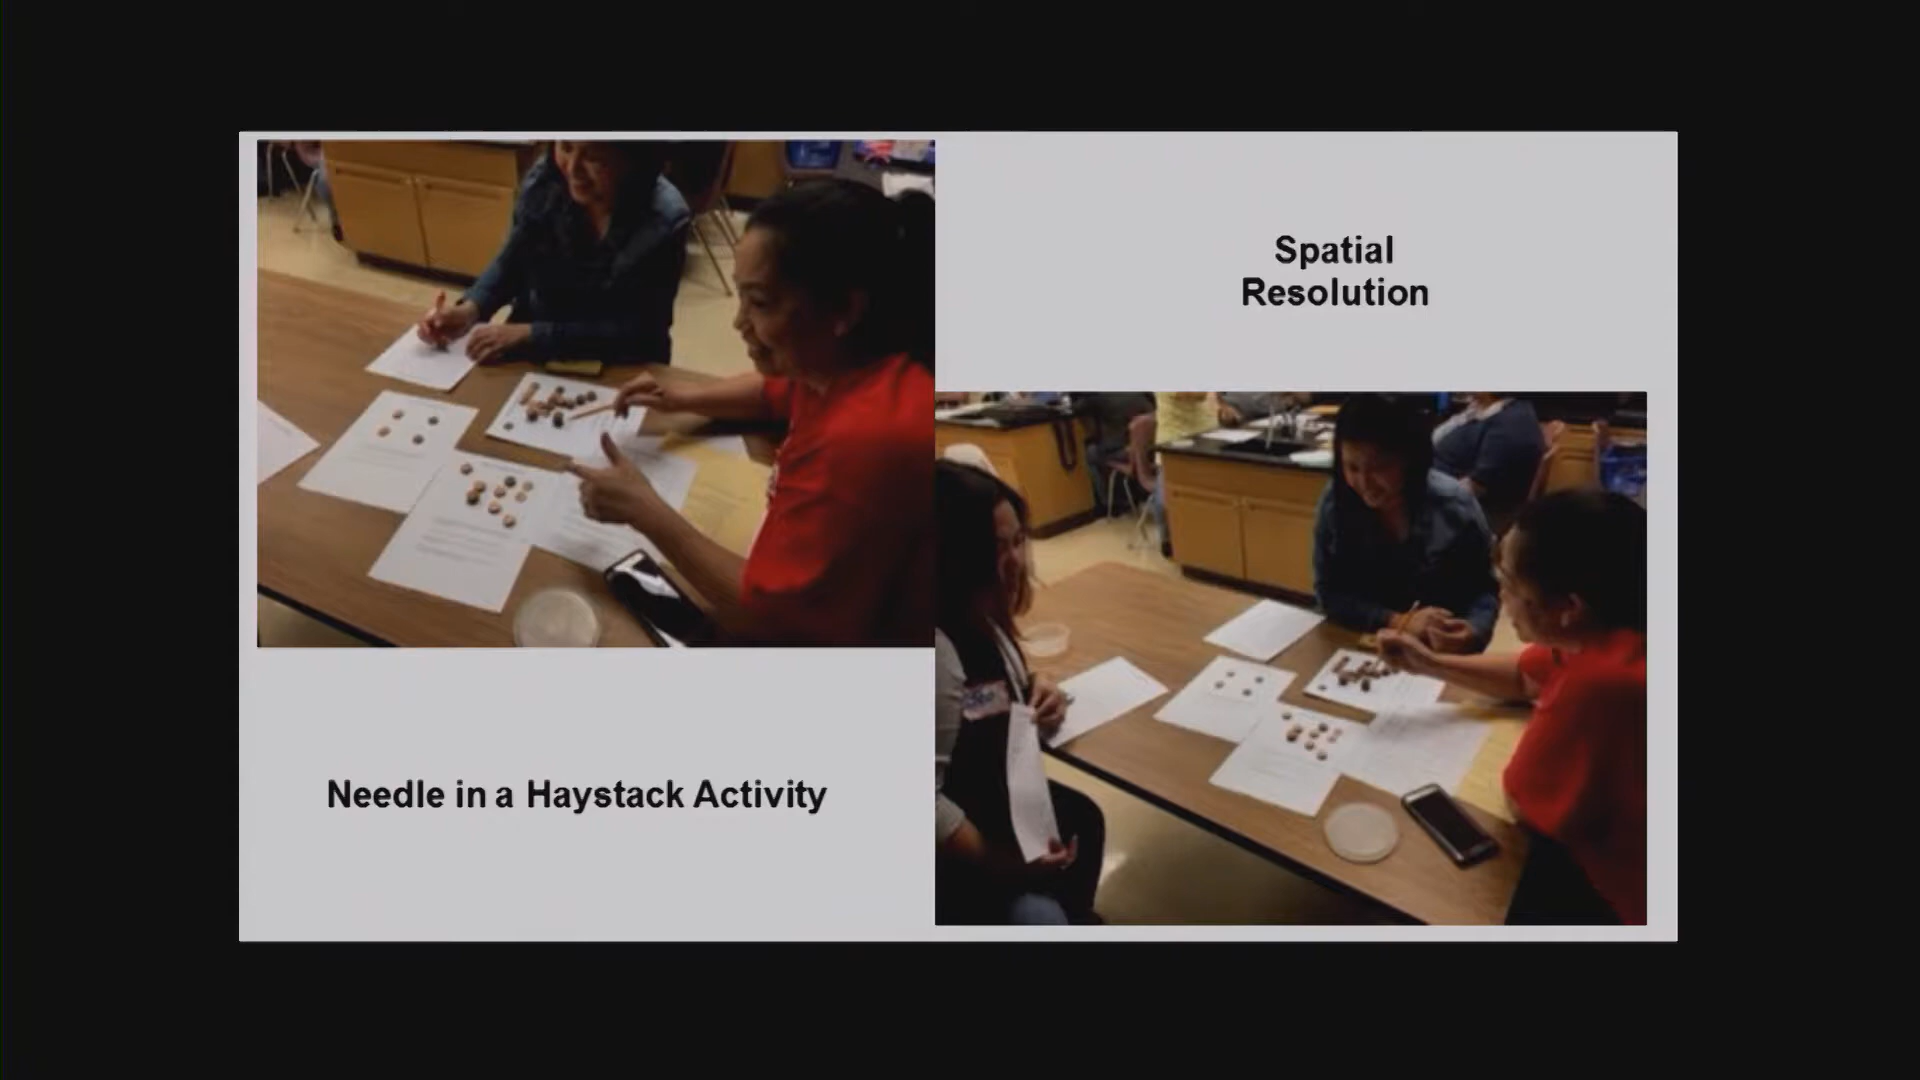 Spatial
Resolution
Needle in a Haystack Activity